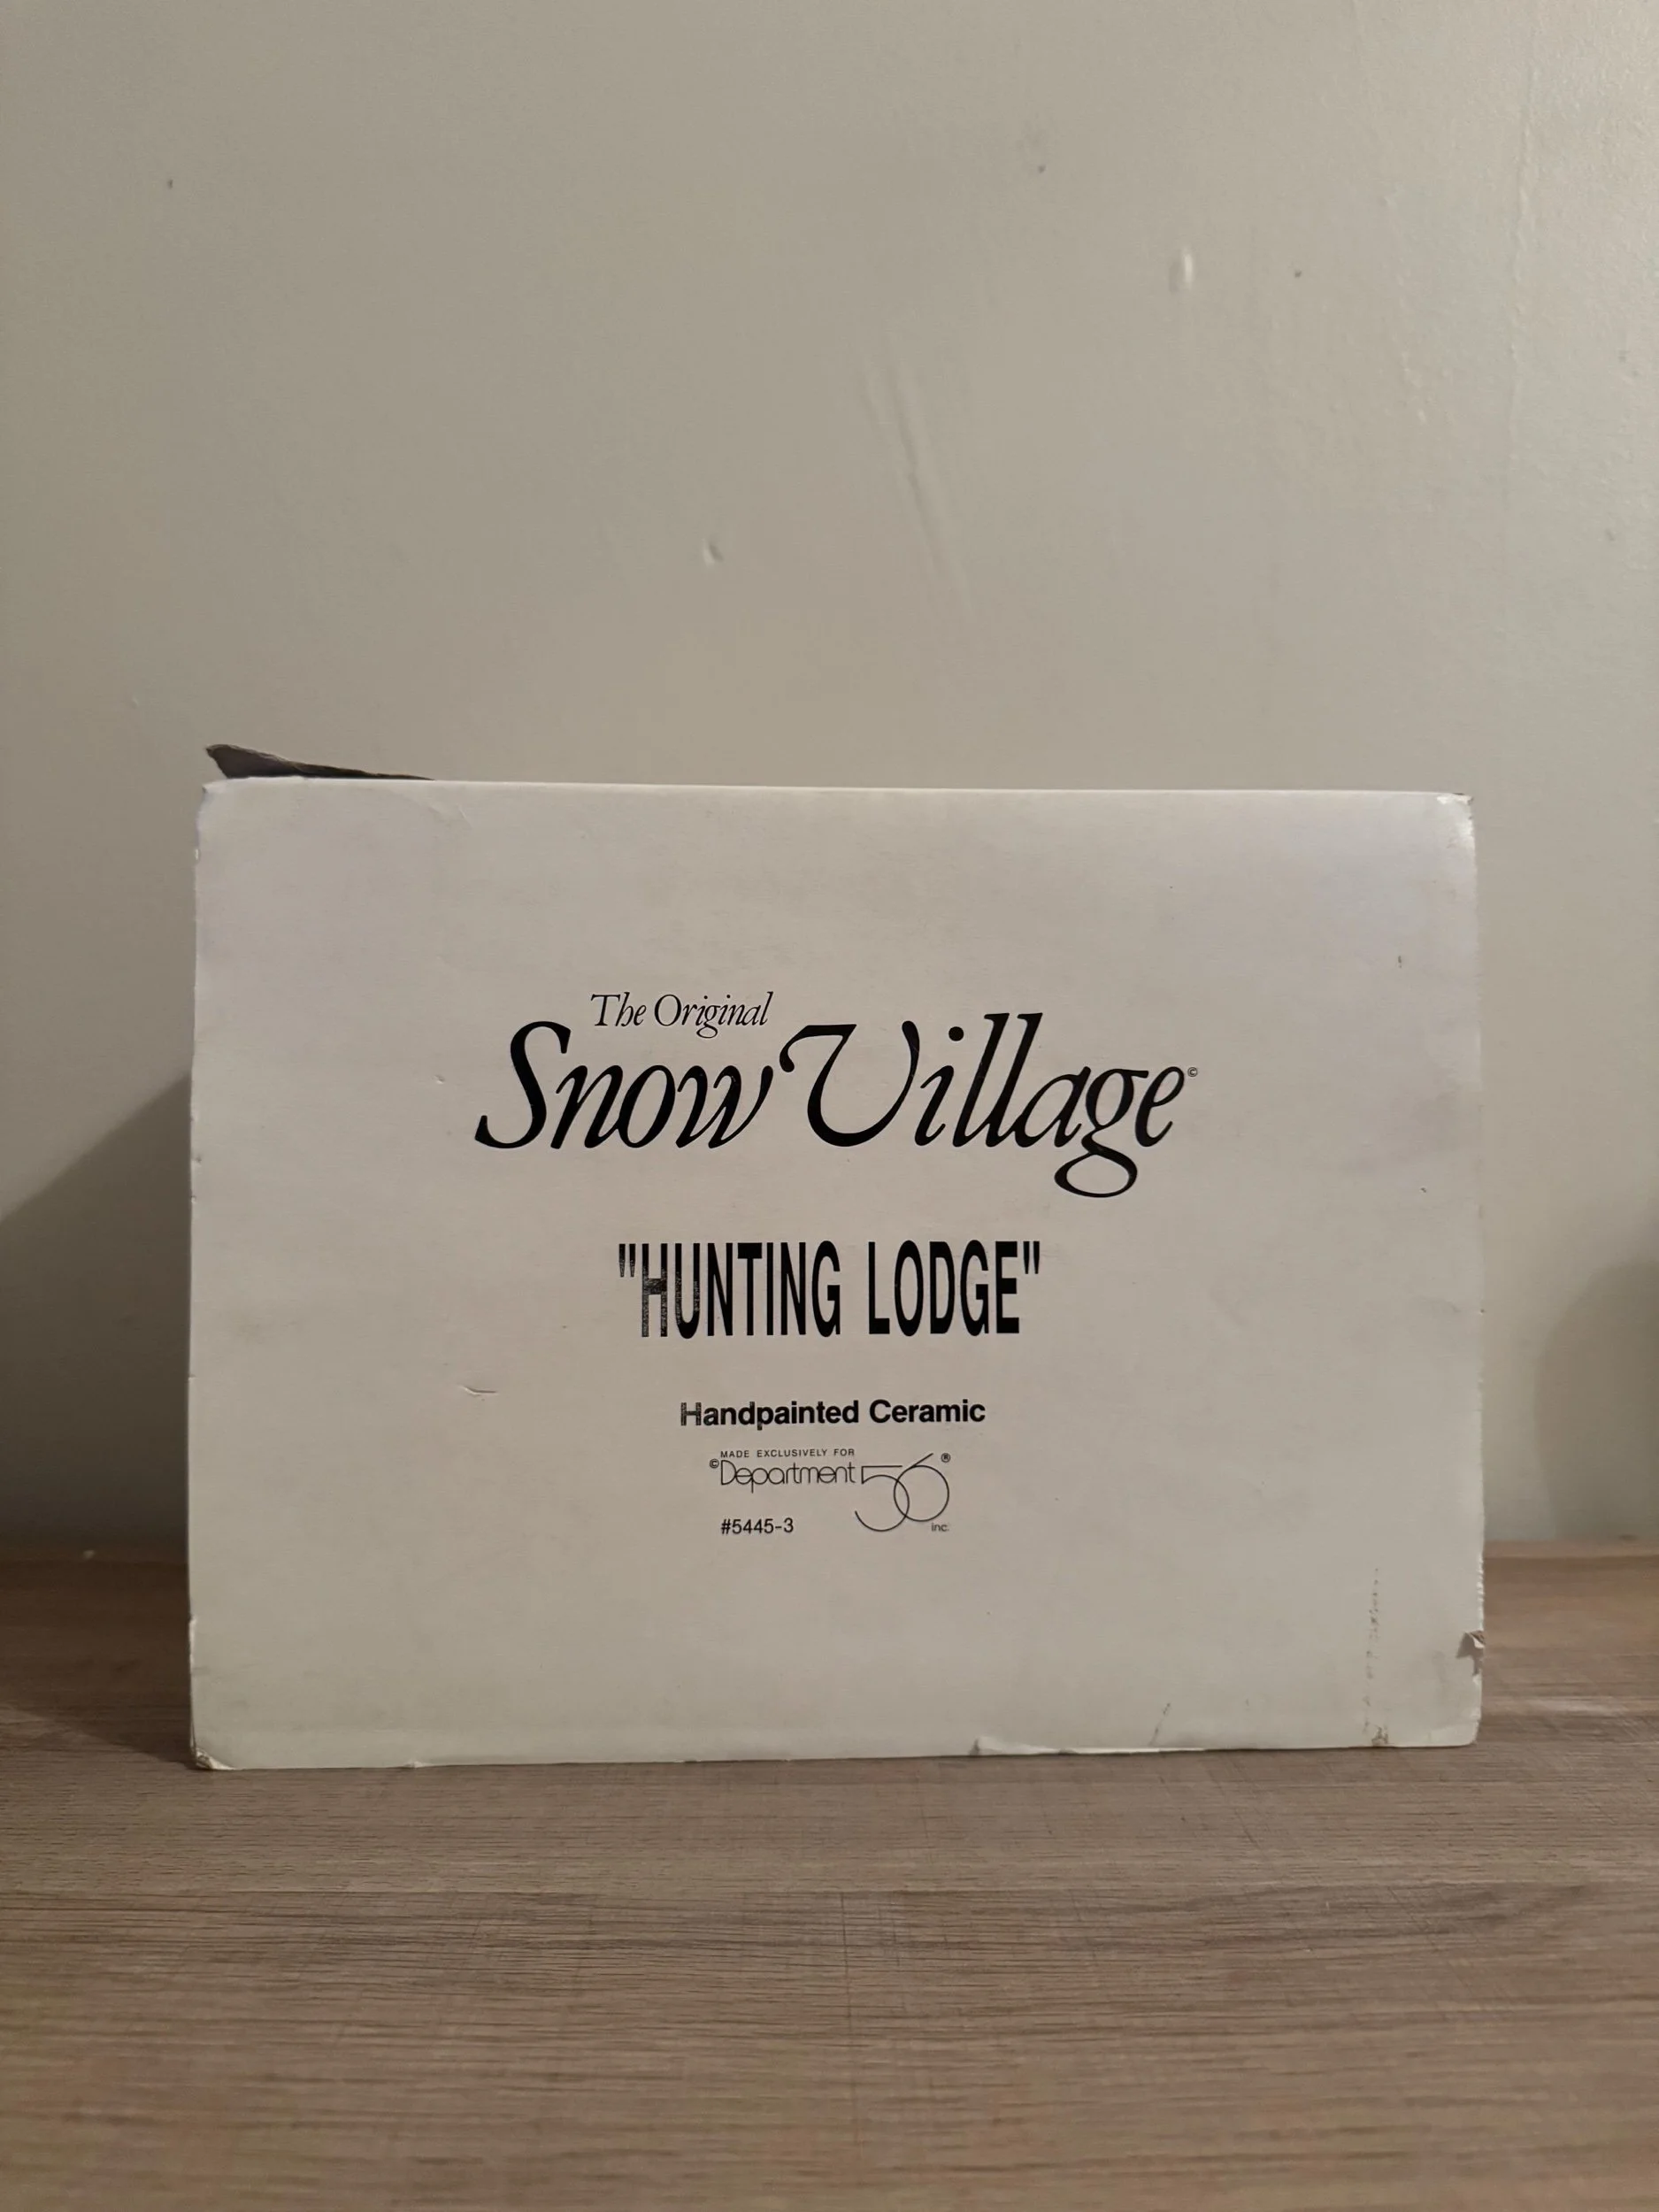 The Original
Snow Village©
"HUNTING LODGE"
Handpainted Ceramic
MADE EXCLUSIVELY FOR
©Department 56®
#5445-3
inc.